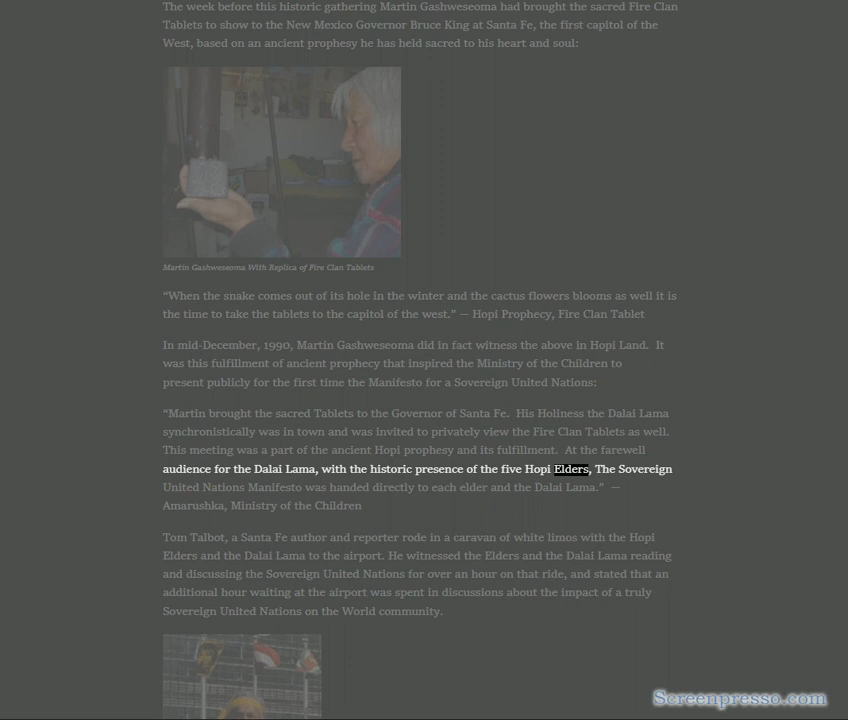 The week before this historic gathering Martin Gashweseoma had brought the sacred Fire Clan
Tablets to show to the New Mexico Governor Bruce King at Santa Fe, the first capitol of the
West, based on an ancient prophesy he has held sacred to his heart and soul:
Martin Gashweseoma With Replica of Fire Clan Tablets
“When the snake comes out of its hole in the winter and the cactus flowers blooms as well it is
the time to take the tablets to the capitol of the west.” — Hopi Prophecy, Fire Clan Tablet
In mid-December, 1990, Martin Gashweseoma did in fact witness the above in Hopi Land.  It
was this fulfillment of ancient prophecy that inspired the Ministry of the Children to
present publicly for the first time the Manifesto for a Sovereign United Nations:
“Martin brought the sacred Tablets to the Governor of Santa Fe.  His Holiness the Dalai Lama
synchronistically was in town and was invited to privately view the Fire Clan Tablets as well.
This meeting was a part of the ancient Hopi prophesy and its fulfillment.  At the farewell
audience for the Dalai Lama, with the historic presence of the five Hopi Elders, The Sovereign
United Nations Manifesto was handed directly to each elder and the Dalai Lama.”  —
Amarushka, Ministry of the Children
Tom Talbot, a Santa Fe author and reporter rode in a caravan of white limos with the Hopi
Elders and the Dalai Lama to the airport. He witnessed the Elders and the Dalai Lama reading
and discussing the Sovereign United Nations for over an hour on that ride, and stated that an
additional hour waiting at the airport was spent in discussions about the impact of a truly
Sovereign United Nations on the World community.
Screenpresso.com